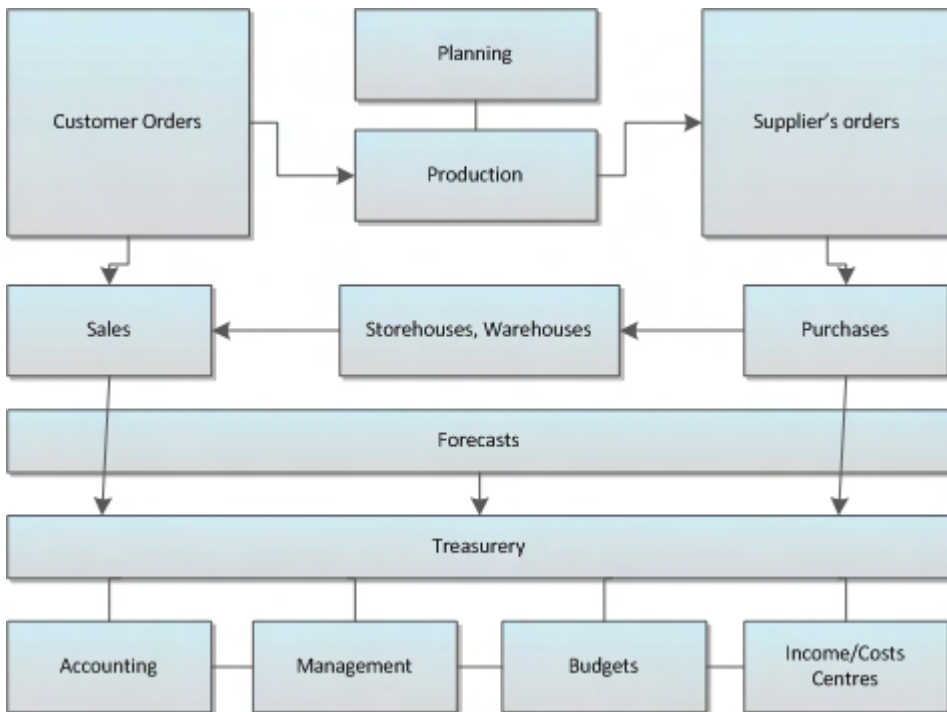 Planning
Customer Orders
Supplier's orders
Production
Sales
Storehouses, Warehouses
Purchases
Forecasts
Treasurery
Accounting
Management
Budgets
Income/Costs
Centres